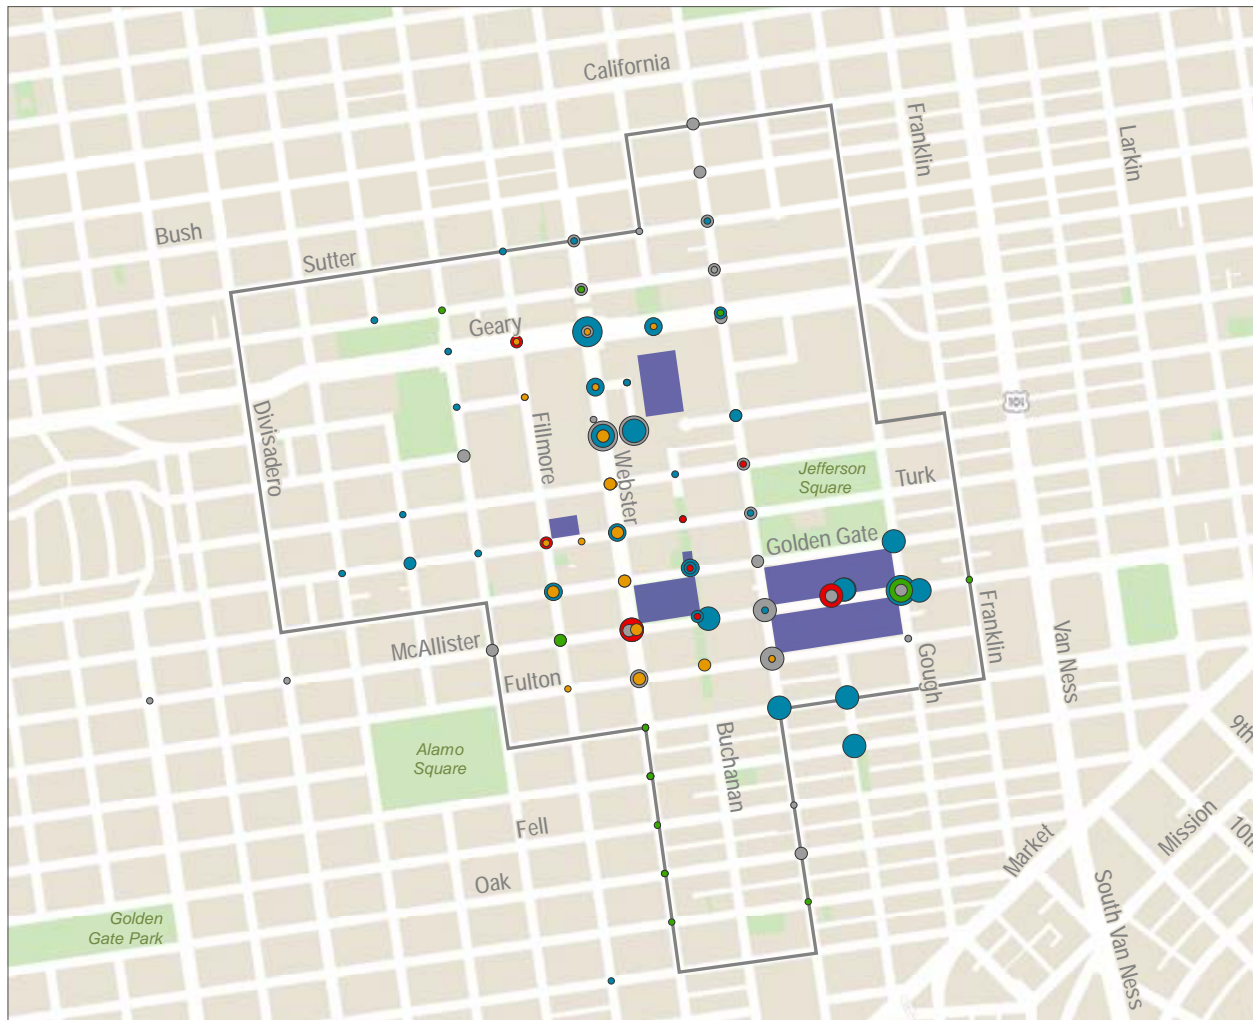 California
Franklin
Larkin
Bush
Sutter
Geary
Divisadero
Fillmore
Webster
Jefferson
Square
Turk
101
Golden Gate
McAllister
Fulton
Franklin
Van Ness
Gough
Alamo
Square
Buchanan
9th
Fell
Oak
Market
Mission
10th
Golden
Gate Park
South Van Ness